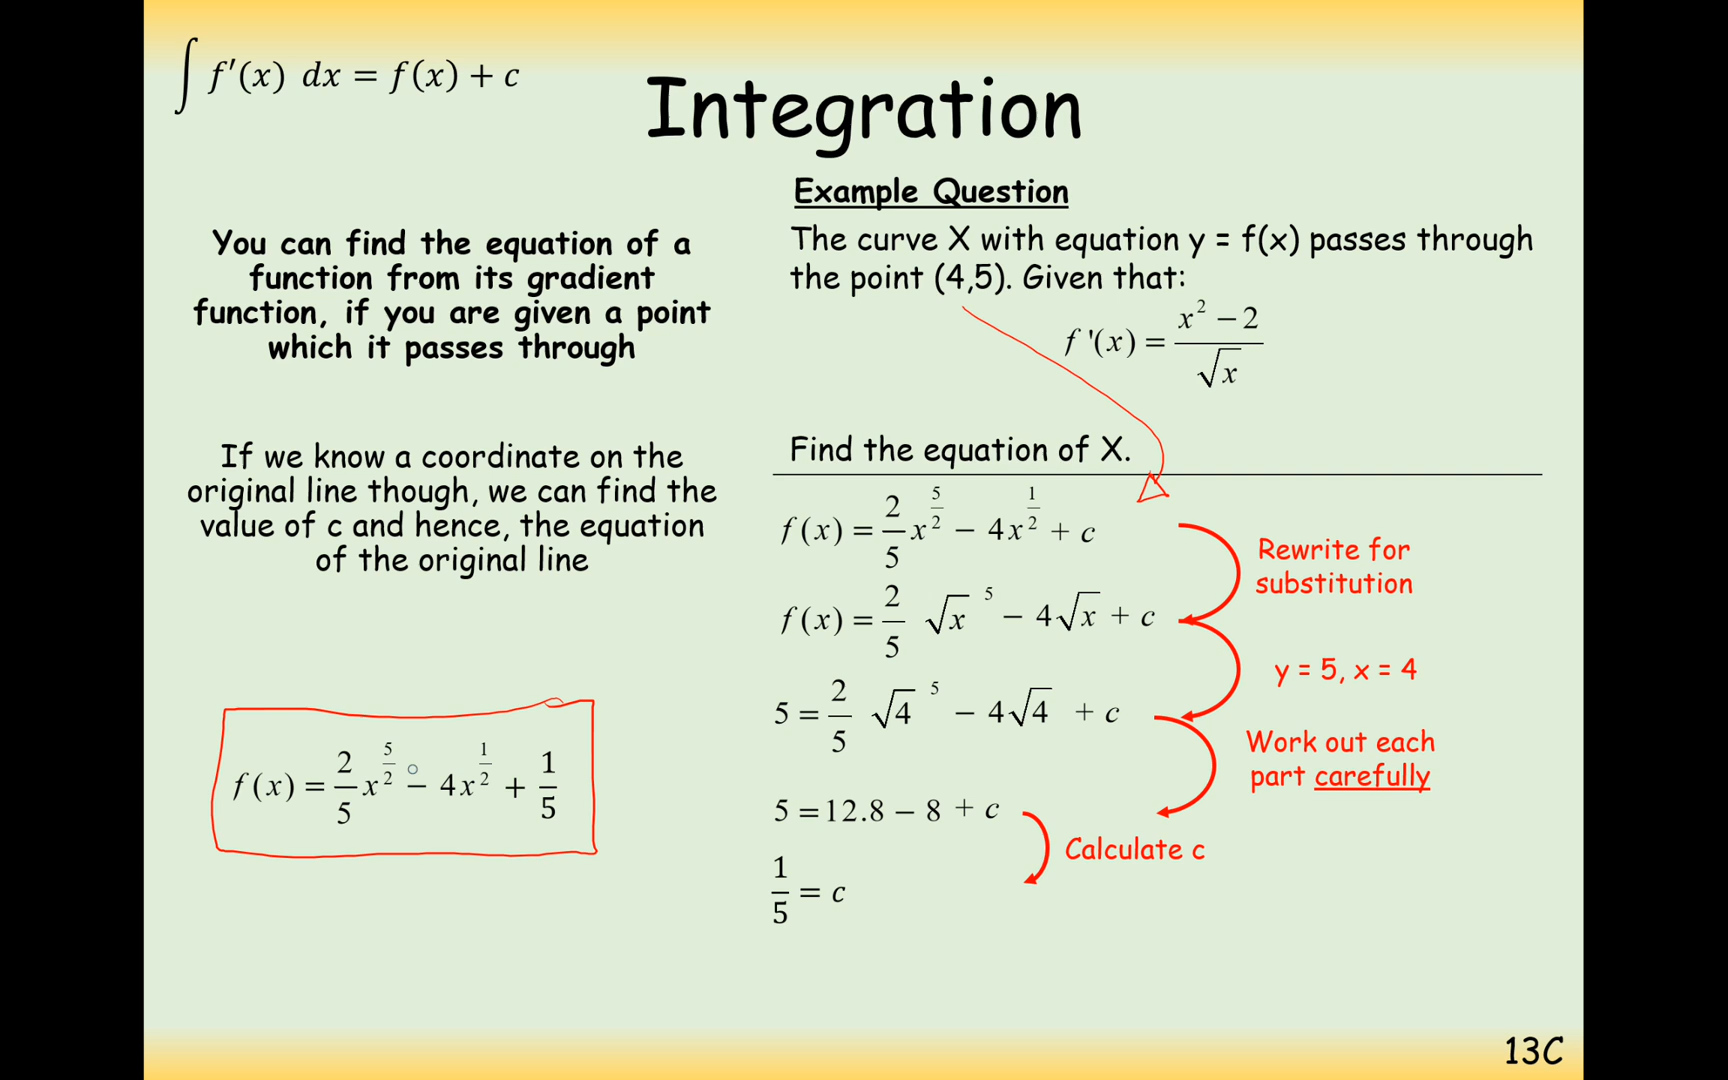 ∫ f′(x) dx = f(x) + c
Integration
You can find the equation of a
function from its gradient
function, if you are given a point
which it passes through
If we know a coordinate on the
original line though, we can find the
value of c and hence, the equation
of the original line
f(x) = 2/5 x^(5/2) − 4x^(1/2) + 1/5
Example Question
The curve X with equation y = f(x) passes through
the point (4,5). Given that:
f '(x) = (x² − 2)/√x
Find the equation of X.
f(x) = 2/5 x^(5/2) − 4x^(1/2) + c
Rewrite for
substitution
f(x) = 2/5 √x ⁵ − 4√x + c
y = 5, x = 4
5 = 2/5 √4 ⁵ − 4√4 + c
Work out each
part carefully
5 = 12.8 − 8 + c
Calculate c
1/5 = c
13C